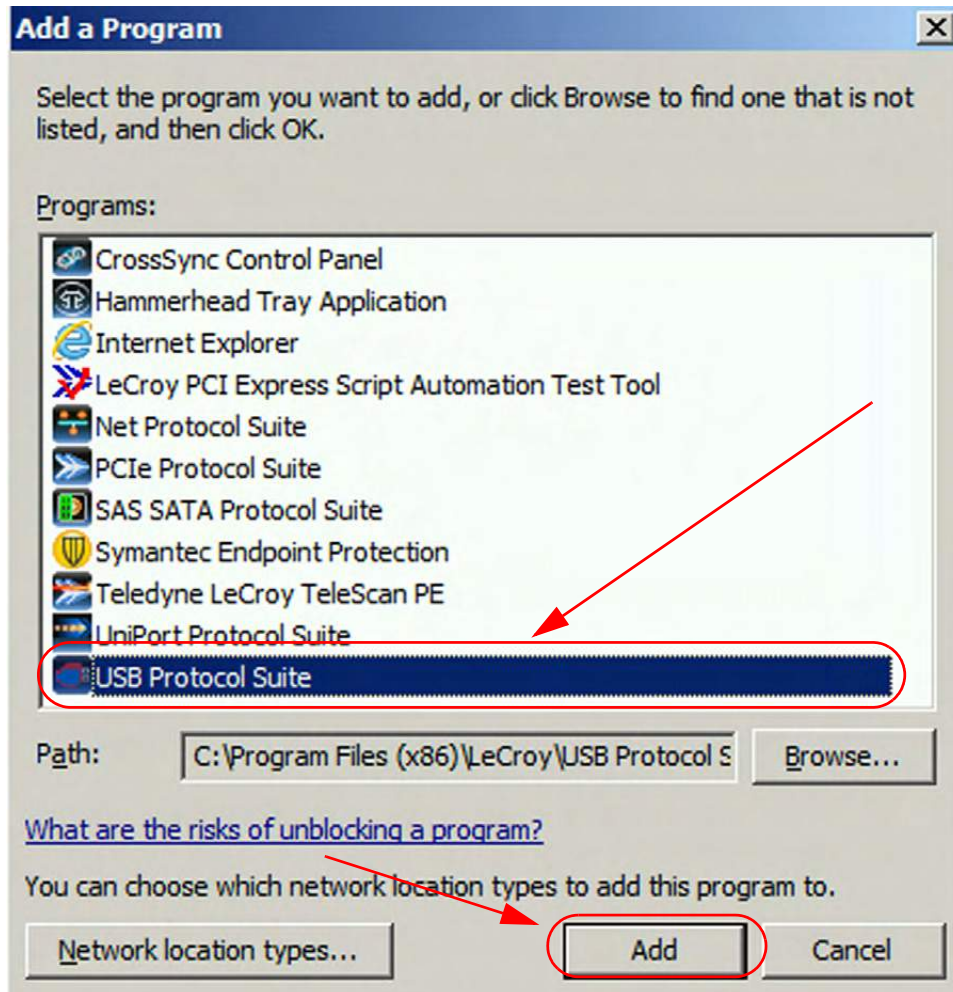 Add a Program
Select the program you want to add, or click Browse to find one that is not
listed, and then click OK.
Programs:
CrossSync Control Panel
Hammerhead Tray Application
Internet Explorer
LeCroy PCI Express Script Automation Test Tool
Net Protocol Suite
PCIe Protocol Suite
SAS SATA Protocol Suite
Symantec Endpoint Protection
Teledyne LeCroy TeleScan PE
UniPort Protocol Suite
USB Protocol Suite
Path: C:\Program Files (x86)\LeCroy\USB Protocol S Browse...
What are the risks of unblocking a program?
You can choose which network location types to add this program to.
Network location types... Add Cancel